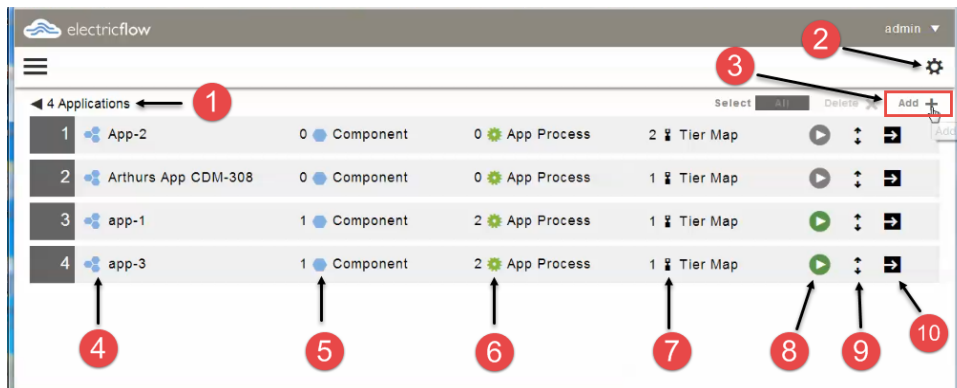 electricflow admin
2
3
4 Applications 1 Select All Delete Add
Add
1 App-2 0 Component 0 App Process 2 Tier Map
2 Arthurs App CDM-308 0 Component 0 App Process 1 Tier Map
3 app-1 1 Component 2 App Process 1 Tier Map
4 app-3 1 Component 2 App Process 1 Tier Map
4 5 6 7 8 9 10